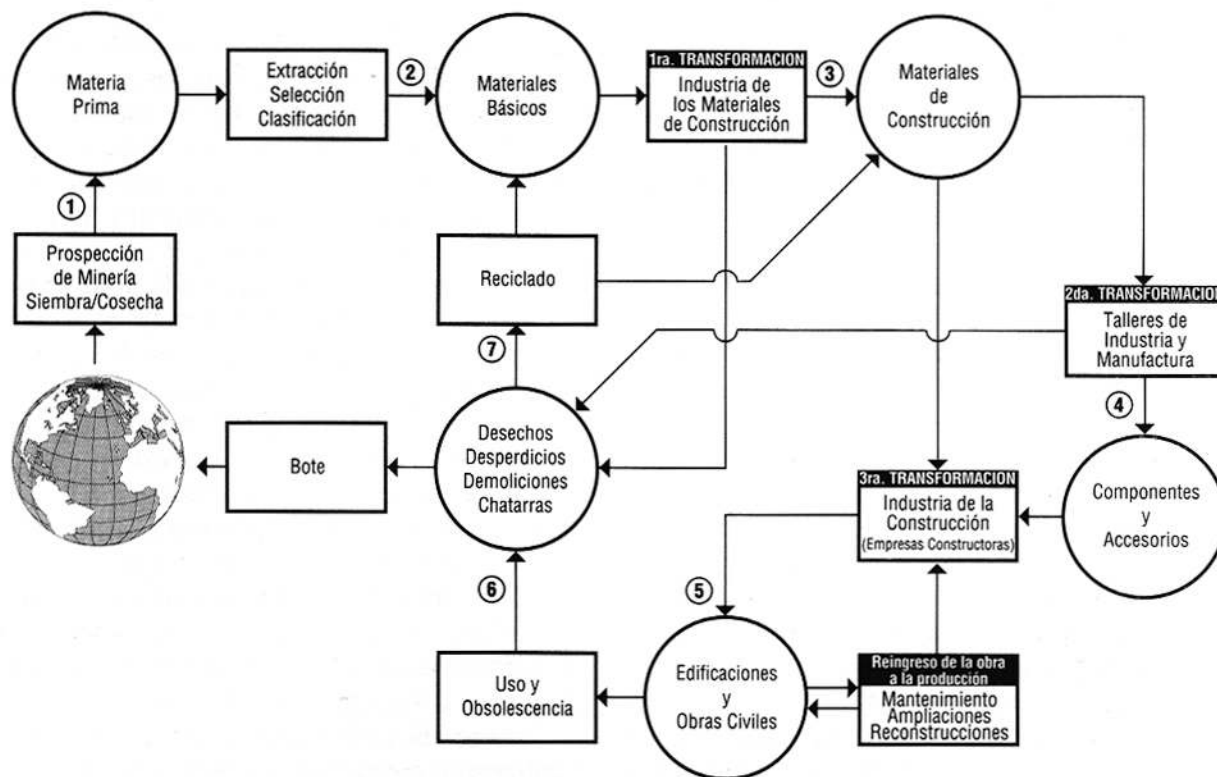 Materia
Prima
Extracción
Selección
Clasificación
②
Materiales
Básicos
1ra. TRANSFORMACION
Industria de
los Materiales
de Construcción
③
Materiales
de
Construcción
①
Prospección
de Minería
Siembra/Cosecha
Reciclado
⑦
2da. TRANSFORMACION
Talleres de
Industria y
Manufactura
④
Bote
Desechos
Desperdicios
Demoliciones
Chatarras
3ra. TRANSFORMACION
Industria de la
Construcción
(Empresas Constructoras)
Componentes
y
Accesorios
⑥
⑤
Uso y
Obsolescencia
Edificaciones
y
Obras Civiles
Reingreso de la obra
a la producción
Mantenimiento
Ampliaciones
Reconstrucciones